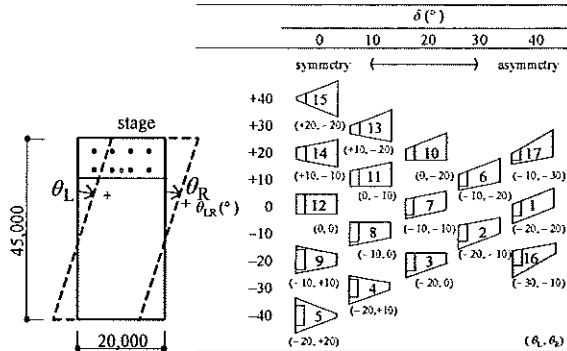 δ(°)
0 10 20 30 40
symmetry asymmetry
stage
θL θR
θLR(°)
45,000
20,000
+40 15
(+20, -20)
+30 13
(+10, -20)
+20 14 10 17
(+10, -10) (0, -20) (-10, -30)
+10 11 6
(0, -10) (-10, -20)
0 12 7 1
(0, 0) (-10, -10) (-20, -20)
-10 8 2
(-10, 0) (-20, -10)
-20 9 3 16
(-10, +10) (-20, 0) (-30, -10)
-30 4
(-20, +10)
-40 5
(-20, +20)
(θL, θR)